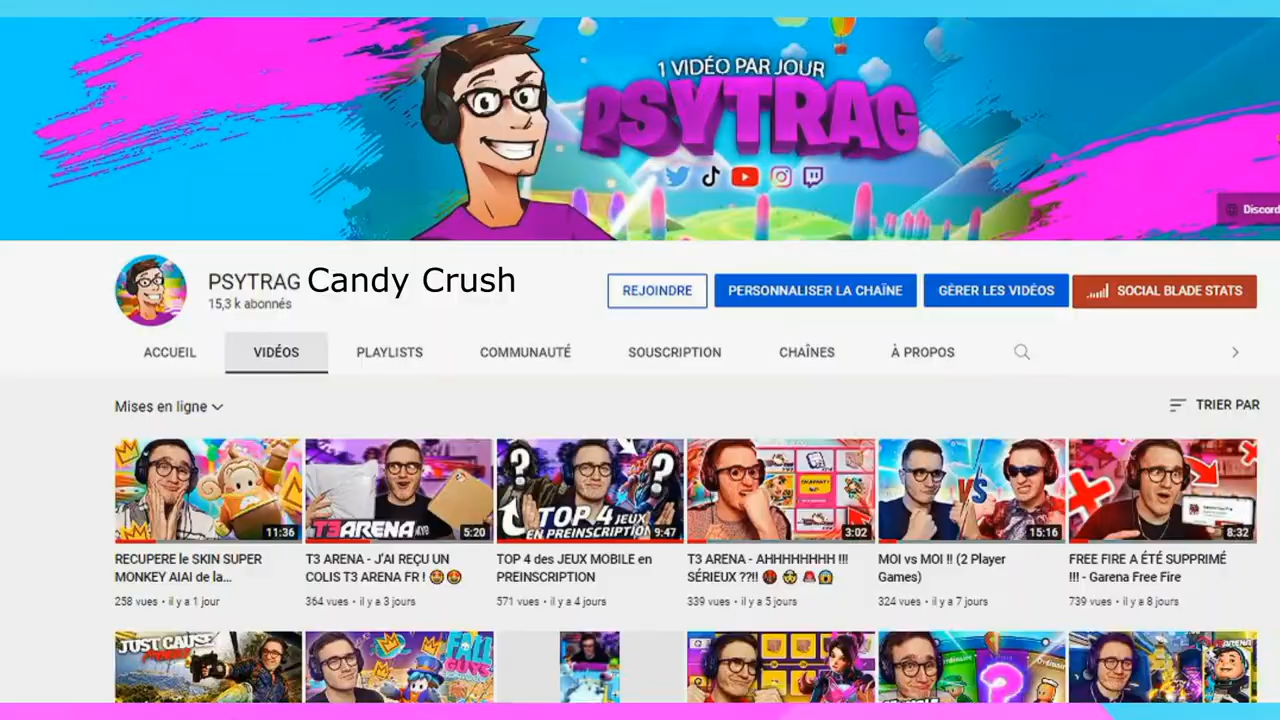 1 VIDÉO PAR JOUR
PSYTRAG
Discord
PSYTRAG Candy Crush
15,3 k abonnés
REJOINDRE
PERSONNALISER LA CHAÎNE
GÉRER LES VIDÉOS
SOCIAL BLADE STATS
ACCUEIL
VIDÉOS
PLAYLISTS
COMMUNAUTÉ
SOUSCRIPTION
CHAÎNES
À PROPOS
Mises en ligne
TRIER PAR
11:36
T3 ARENA
5:20
? ?
TOP 4 JEUX
EN PREINSCRIPTION
9:47
3:02
VS
15:16
8:32
RECUPERE le SKIN SUPER
MONKEY AIAI de la...
258 vues • il y a 1 jour
T3 ARENA - J'AI REÇU UN
COLIS T3 ARENA FR ! 🤩🤩
364 vues • il y a 3 jours
TOP 4 des JEUX MOBILE en
PREINSCRIPTION
571 vues • il y a 4 jours
T3 ARENA - AHHHHHHHH !!!
SÉRIEUX ??!!
339 vues • il y a 5 jours
MOI vs MOI !! (2 Player
Games)
324 vues • il y a 7 jours
FREE FIRE A ÉTÉ SUPPRIMÉ
!!! - Garena Free Fire
739 vues • il y a 8 jours
JUST CAUSE
FALL
GUYS
?